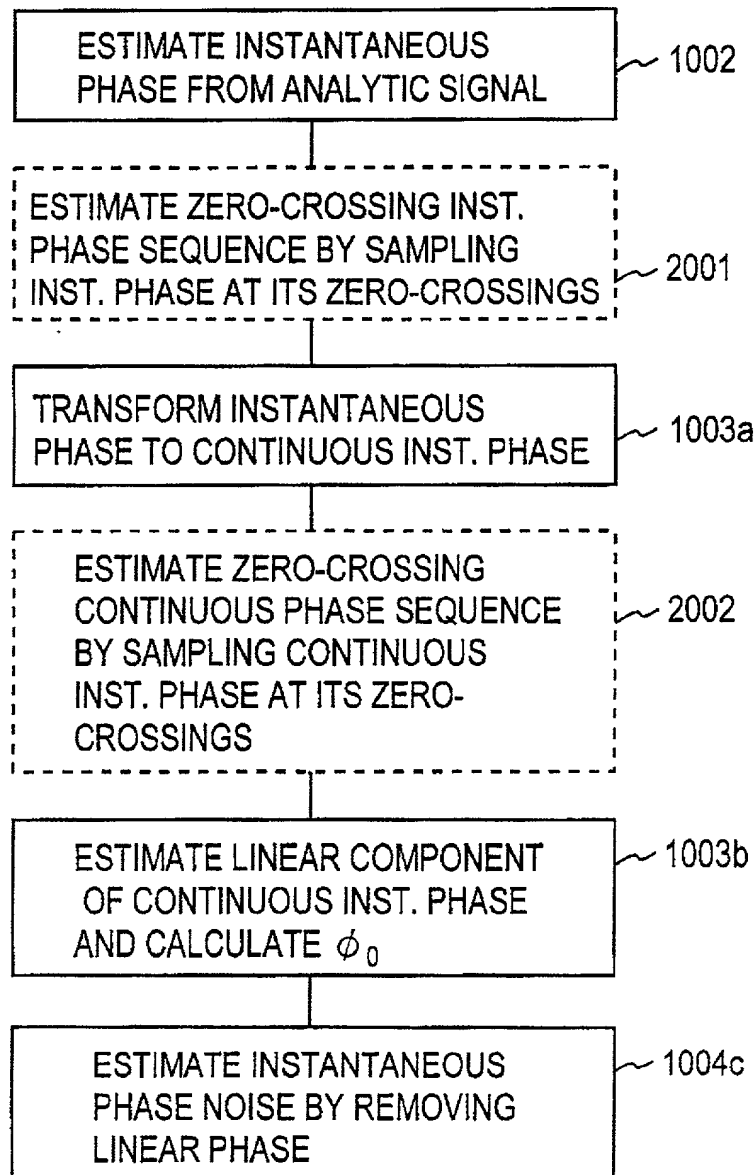 ESTIMATE INSTANTANEOUS
PHASE FROM ANALYTIC SIGNAL
1002
ESTIMATE ZERO-CROSSING INST.
PHASE SEQUENCE BY SAMPLING
INST. PHASE AT ITS ZERO-CROSSINGS
2001
TRANSFORM INSTANTANEOUS
PHASE TO CONTINUOUS INST. PHASE
1003a
ESTIMATE ZERO-CROSSING
CONTINUOUS PHASE SEQUENCE
BY SAMPLING CONTINUOUS
INST. PHASE AT ITS ZERO-
CROSSINGS
2002
ESTIMATE LINEAR COMPONENT
OF CONTINUOUS INST. PHASE
AND CALCULATE ϕ₀
1003b
ESTIMATE INSTANTANEOUS
PHASE NOISE BY REMOVING
LINEAR PHASE
1004c